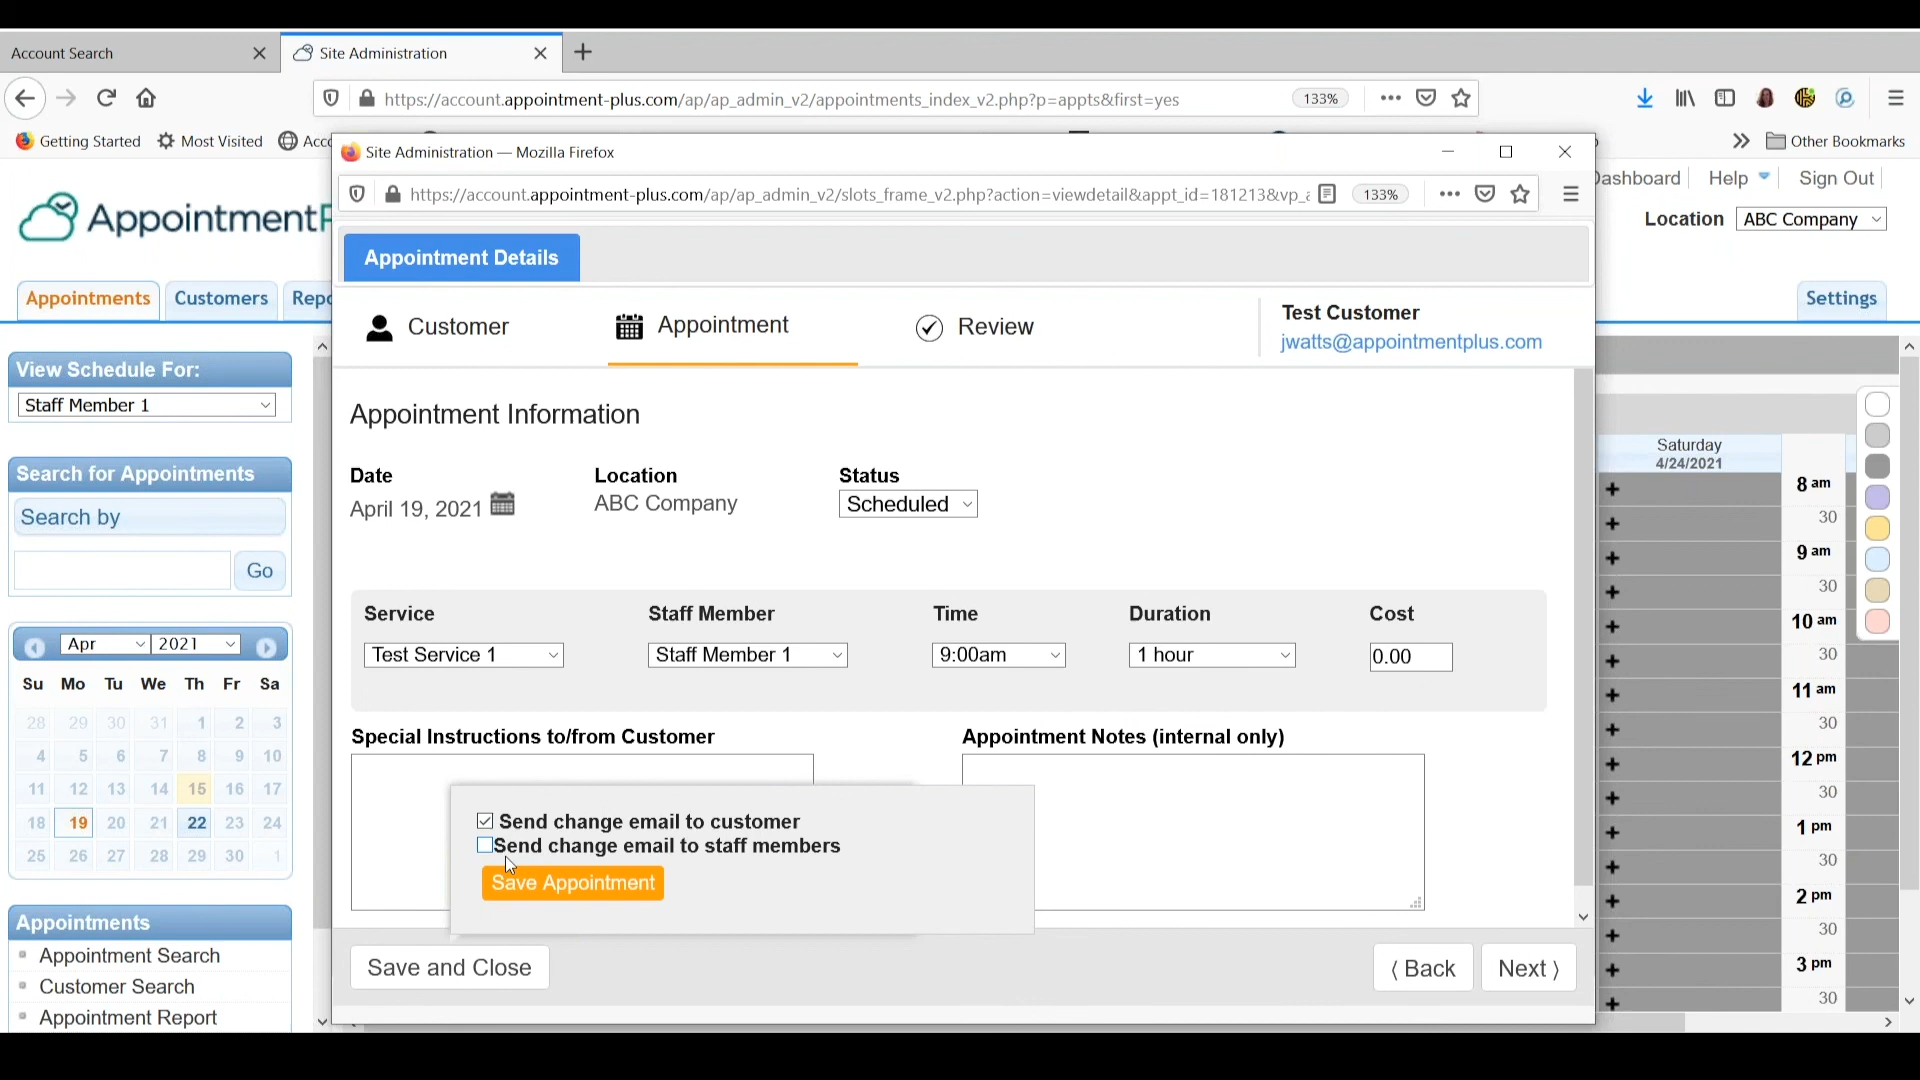 Account Search
Site Administration
https://account.appointment-plus.com/ap/ap_admin_v2/appointments_index_v2.php?p=appts&first=yes
133%
Getting Started
Most Visited
Other Bookmarks
Site Administration — Mozilla Firefox
https://account.appointment-plus.com/ap/ap_admin_v2/slots_frame_v2.php?action=viewdetail&appt_id=181213&vp_
133%
Help
Sign Out
Location
ABC Company
Appointments
Customers
Settings
Appointment Details
Customer
Appointment
Review
Test Customer
jwatts@appointmentplus.com
View Schedule For:
Staff Member 1
Search for Appointments
Search by
Go
Apr
2021
Su Mo Tu We Th Fr Sa
28 29 30 31 1 2 3
4 5 6 7 8 9 10
11 12 13 14 15 16 17
18 19 20 21 22 23 24
25 26 27 28 29 30 1
Appointments
Appointment Search
Customer Search
Appointment Report
Appointment Information
Date
April 19, 2021
Location
ABC Company
Status
Scheduled
Service
Test Service 1
Staff Member
Staff Member 1
Time
9:00am
Duration
1 hour
Cost
0.00
Special Instructions to/from Customer
Appointment Notes (internal only)
Send change email to customer
Send change email to staff members
Save Appointment
Save and Close
Back
Next
Saturday
4/24/2021
8 am
30
9 am
30
10 am
30
11 am
30
12 pm
30
1 pm
30
2 pm
30
3 pm
30